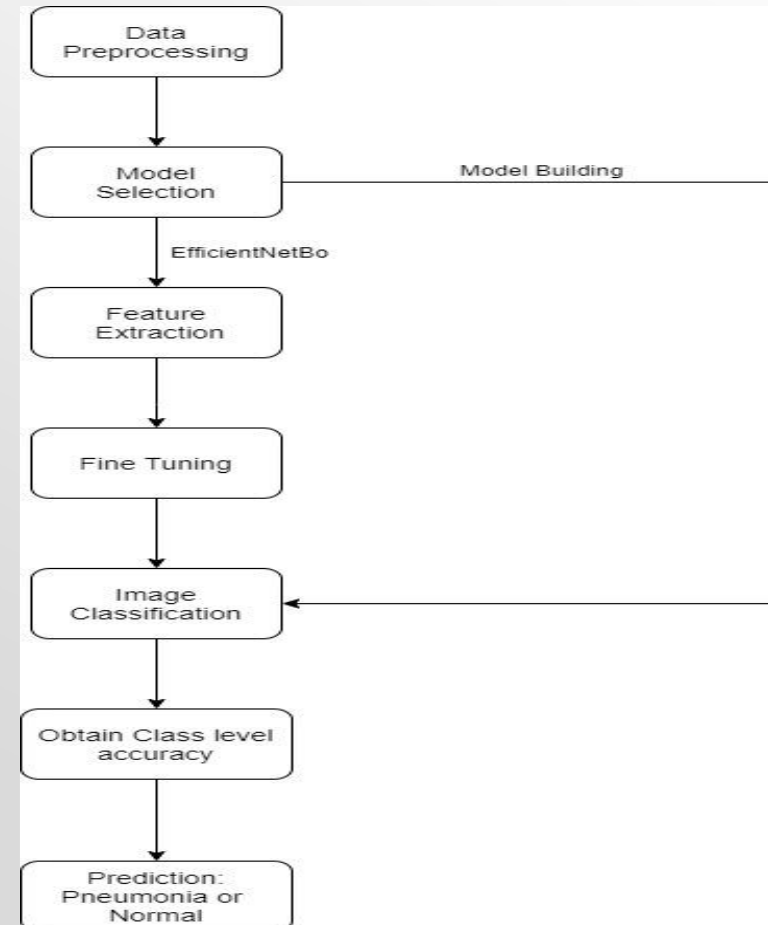 Data
Preprocessing
Model
Selection
Model Building
EfficientNetBo
Feature
Extraction
Fine Tuning
Image
Classification
Obtain Class level
accuracy
Prediction:
Pneumonia or
Normal